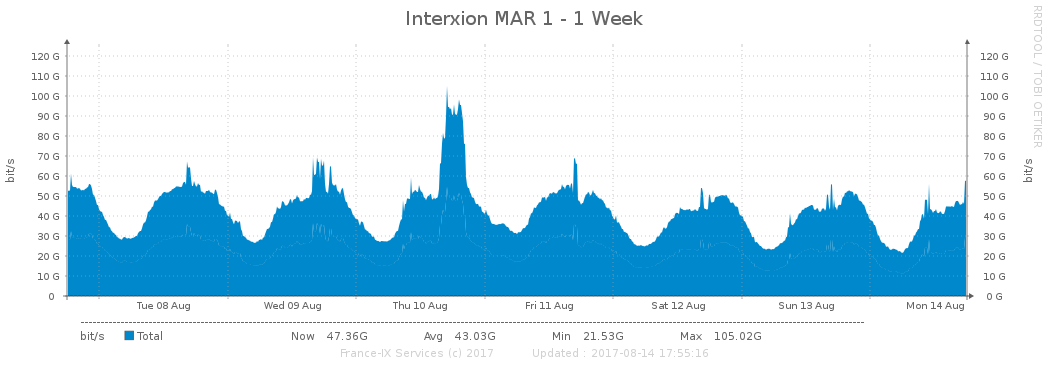 Interxion MAR 1 - 1 Week
RRDTOOL / TOBI OETIKER
bit/s
bit/s
120 G 120 G
110 G 110 G
100 G 100 G
90 G 90 G
80 G 80 G
70 G 70 G
60 G 60 G
50 G 50 G
40 G 40 G
30 G 30 G
20 G 20 G
10 G 10 G
0 0 G
Tue 08 Aug Wed 09 Aug Thu 10 Aug Fri 11 Aug Sat 12 Aug Sun 13 Aug Mon 14 Aug
bit/s Total Now 47.36G Avg 43.03G Min 21.53G Max 105.02G
France-IX Services (c) 2017 Updated : 2017-08-14 17:55:16